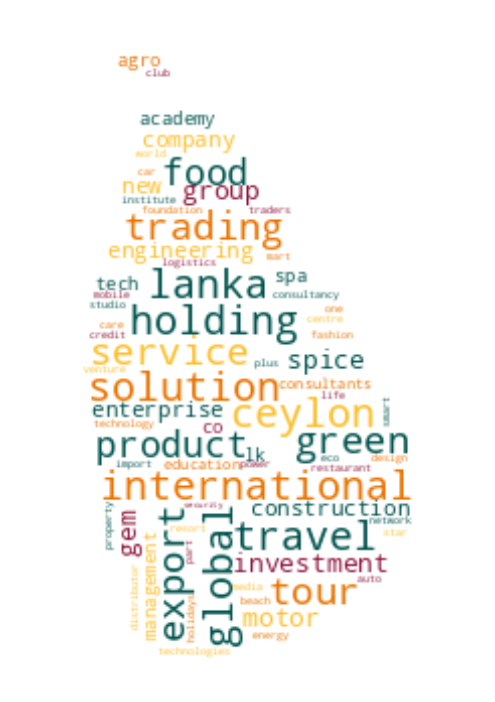 agro
club
academy
company
world
car
food
new
group
institute
foundation
traders
trading
engineering
mart
logistics
tech
lanka
spa
mobile
consultancy
studio
holding
one
centre
care
credit
fashion
service
plus
spice
venture
solution
consultants
life
enterprise
ceylon
smart
technology
co
product
lk
green
import
education
power
eco
restaurant
design
international
property
gem
security
construction
network
export
global
travel
star
resort
management
part
investment
auto
distributor
media
tour
holidays
beach
motor
energy
technologies